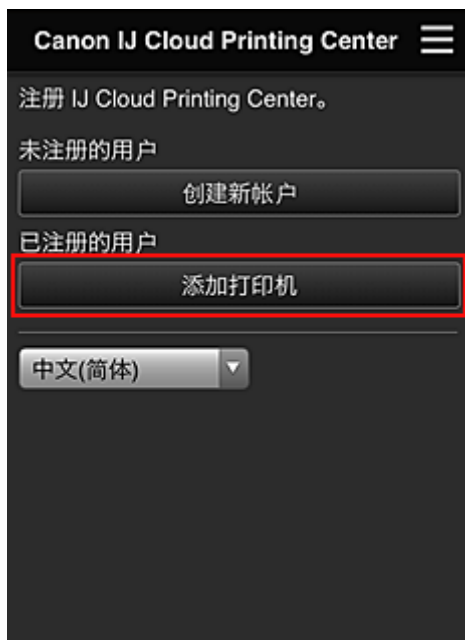 Canon IJ Cloud Printing Center
注册 IJ Cloud Printing Center。
未注册的用户
创建新帐户
已注册的用户
添加打印机
中文(简体)